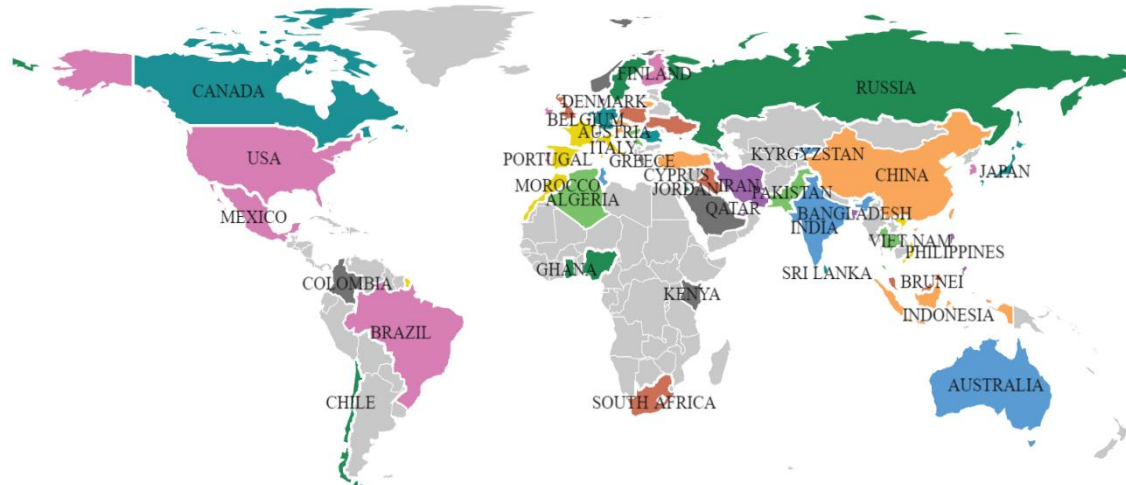 CANADA
USA
MEXICO
COLOMBIA
BRAZIL
CHILE
FINLAND
RUSSIA
DENMARK
BELGIUM
AUSTRIA
ITALY
PORTUGAL
GREECE
CYPRUS
MOROCCO
ALGERIA
JORDAN
IRAN
QATAR
KYRGYZSTAN
PAKISTAN
CHINA
JAPAN
BANGLADESH
INDIA
VIET NAM
PHILIPPINES
SRI LANKA
BRUNEI
INDONESIA
GHANA
KENYA
SOUTH AFRICA
AUSTRALIA